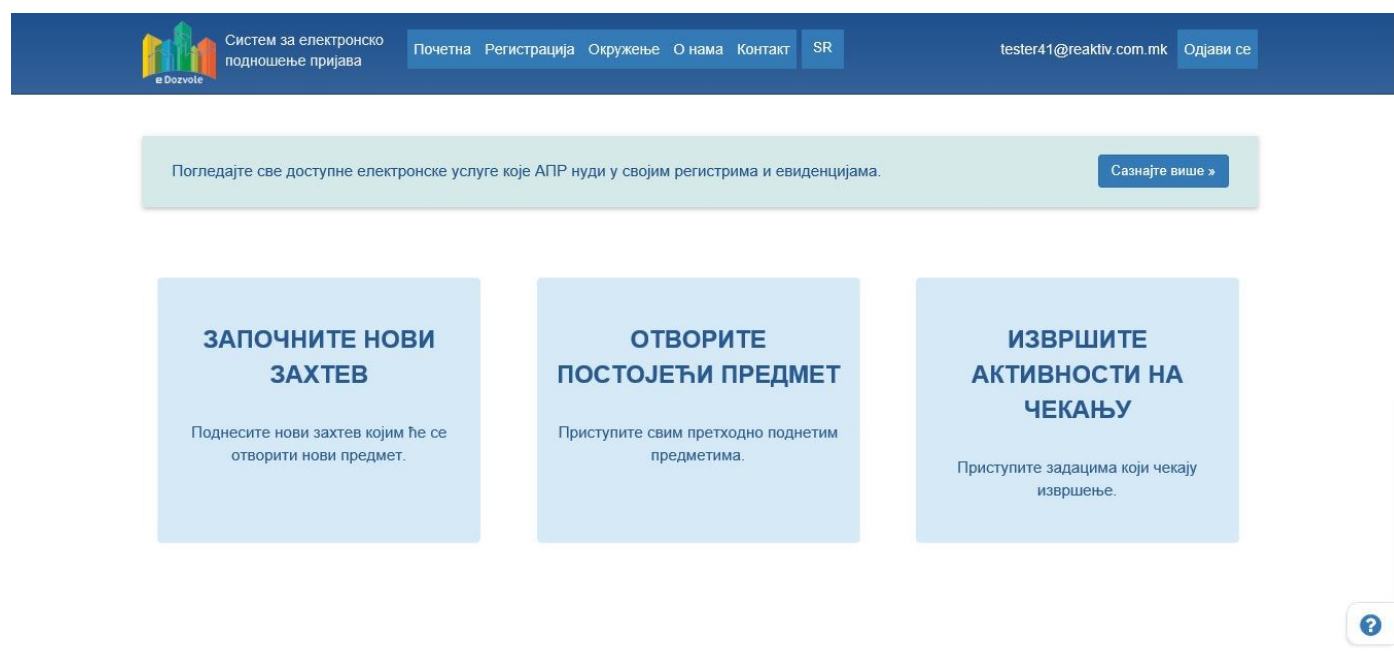 Систем за електронско
подношење пријава
Почетна Регистрација Окружење О нама Контакт SR
tester41@reaktiv.com.mk Одјави се
eDozvole
Погледајте све доступне електронске услуге које АПР нуди у својим регистрима и евиденцијама.
Сазнајте више »
ЗАПОЧНИТЕ НОВИ
ЗАХТЕВ
Поднесите нови захтев којим ће се
отворити нови предмет.
ОТВОРИТЕ
ПОСТОЈЕЋИ ПРЕДМЕТ
Приступите свим претходно поднетим
предметима.
ИЗВРШИТЕ
АКТИВНОСТИ НА
ЧЕКАЊУ
Приступите задацима који чекају
извршење.
?